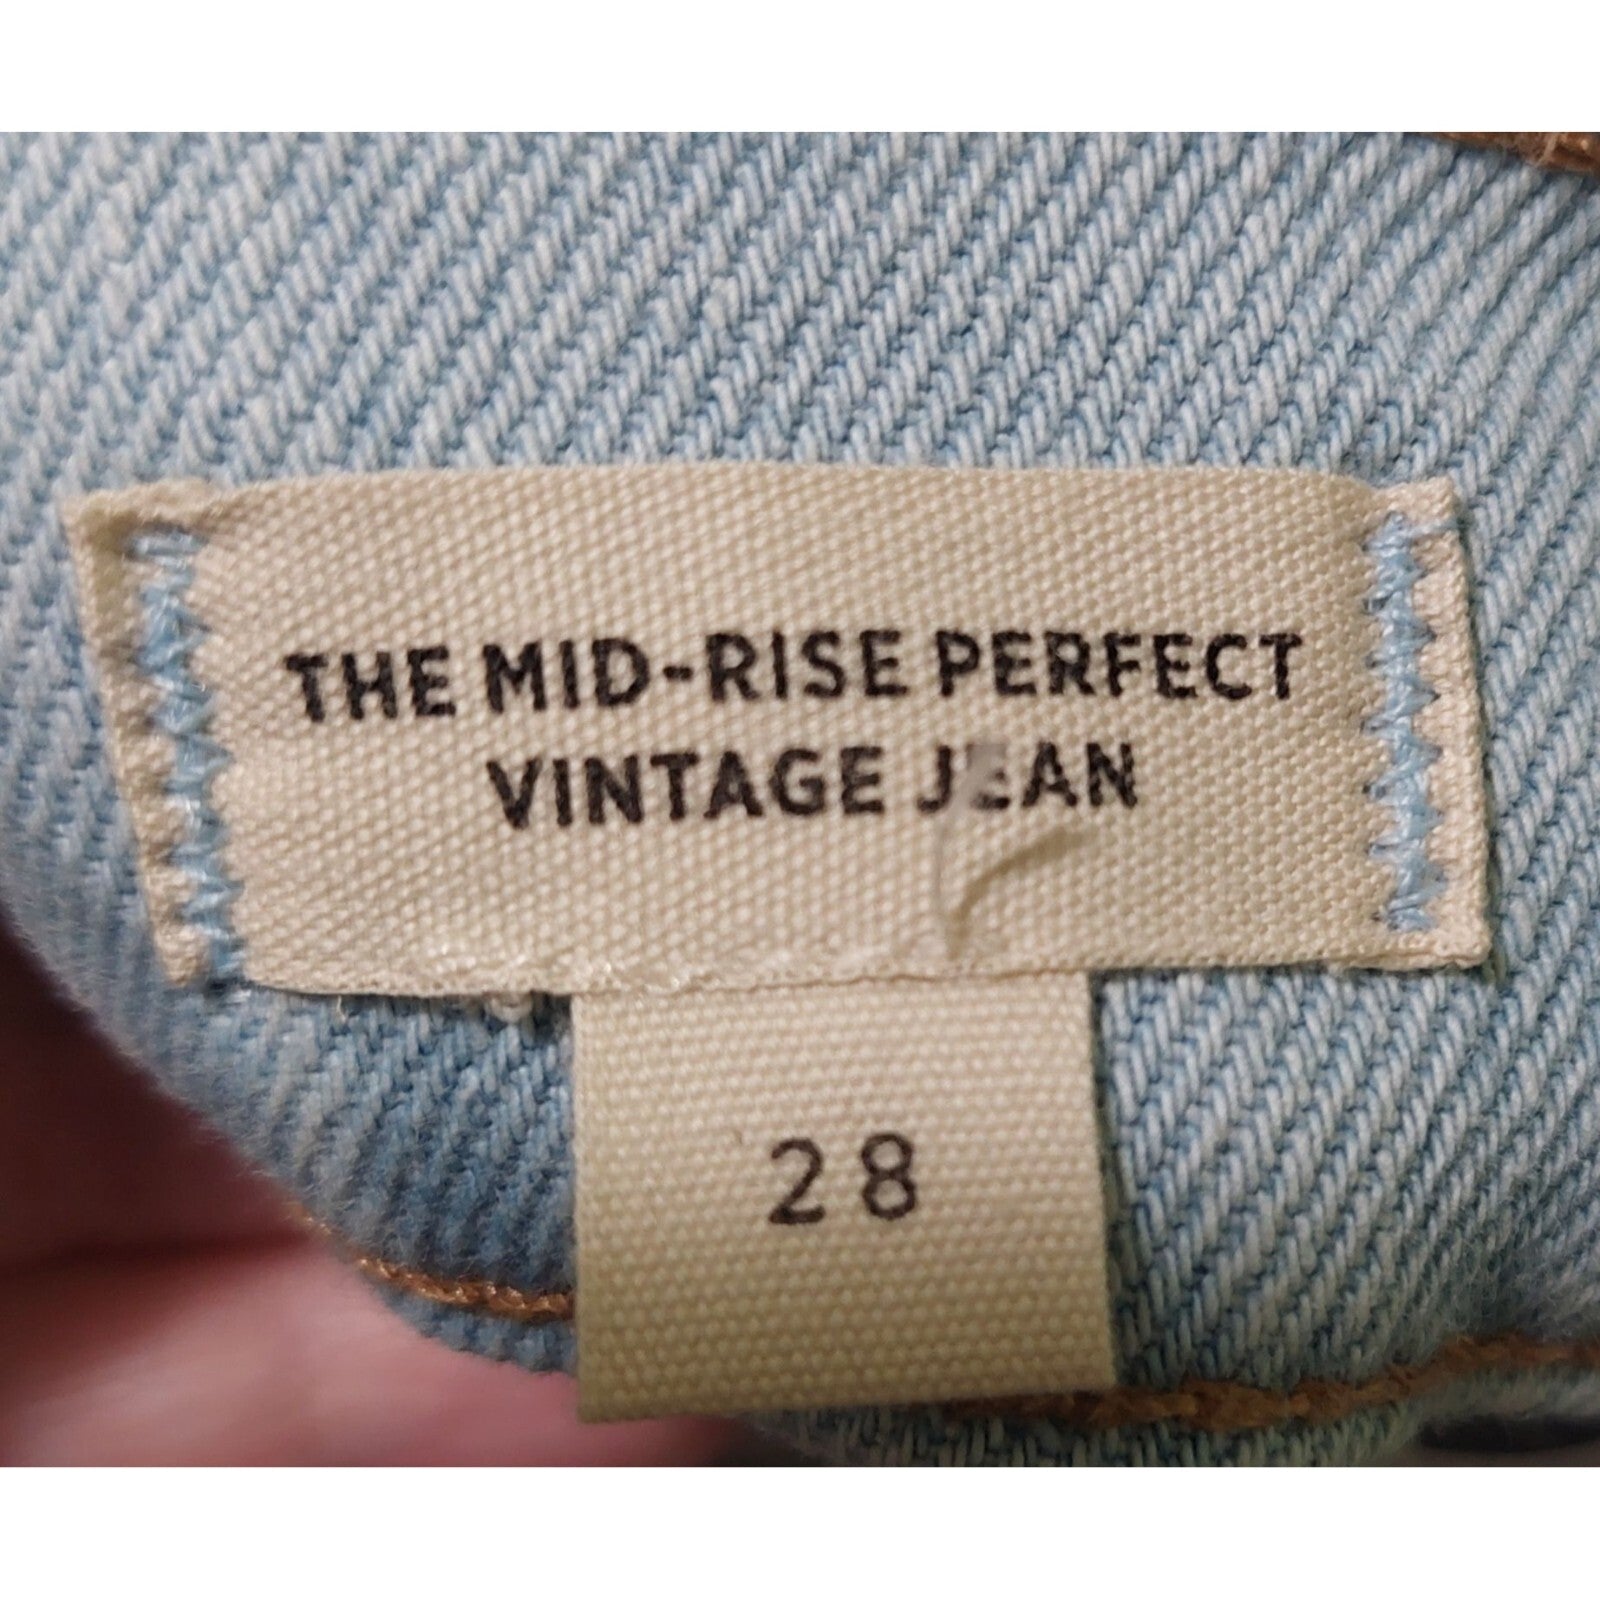 THE MID-RISE PERFECT
VINTAGE JEAN
28